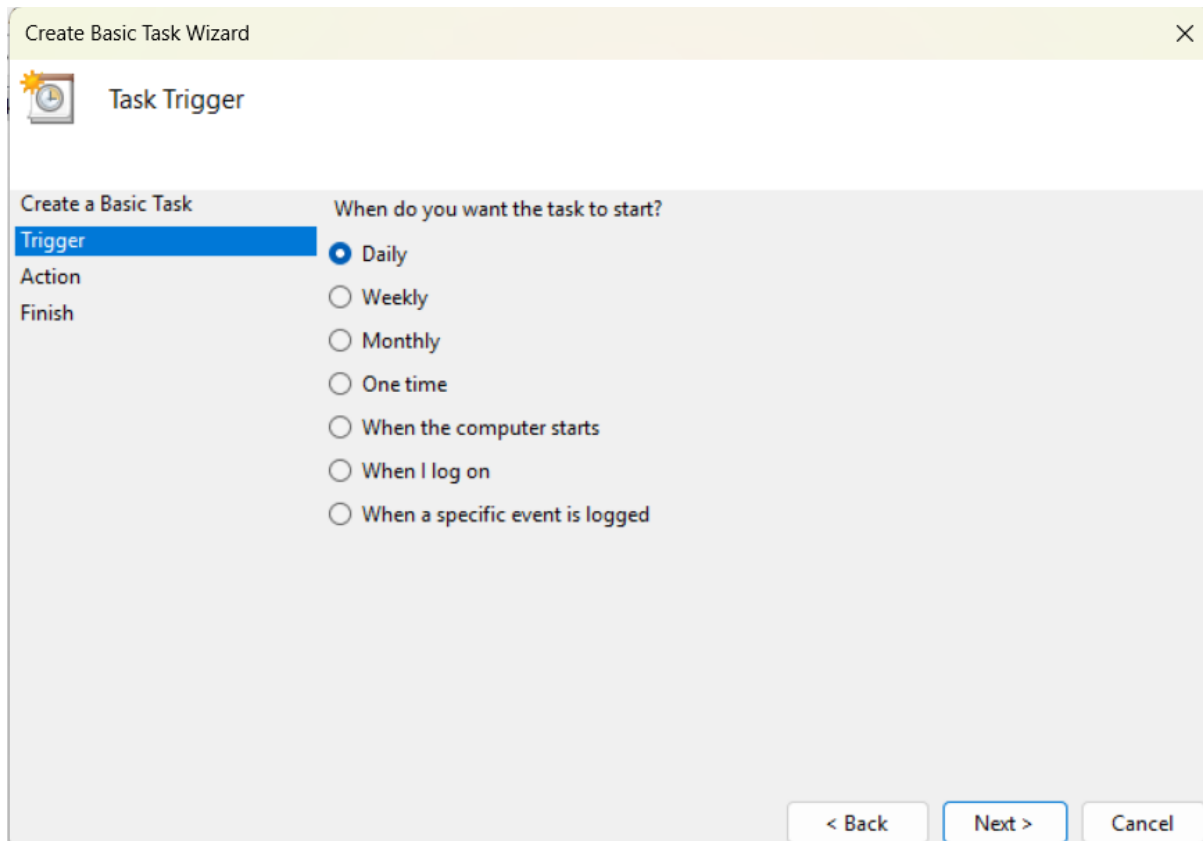 Create Basic Task Wizard
Task Trigger
Create a Basic Task
Trigger
Action
Finish
When do you want the task to start?
Daily
Weekly
Monthly
One time
When the computer starts
When I log on
When a specific event is logged
< Back
Next >
Cancel